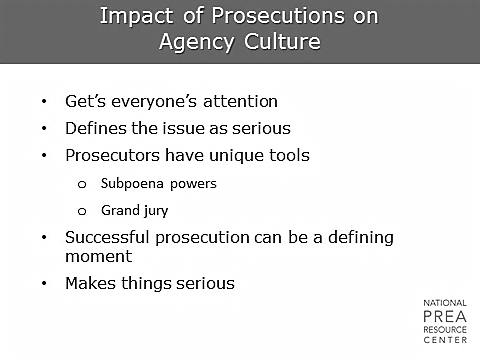 Impact of Prosecutions on
Agency Culture
• Get's everyone's attention
• Defines the issue as serious
• Prosecutors have unique tools
o Subpoena powers
o Grand jury
• Successful prosecution can be a defining
moment
• Makes things serious
NATIONAL
PREA
RESOURCE
CENTER